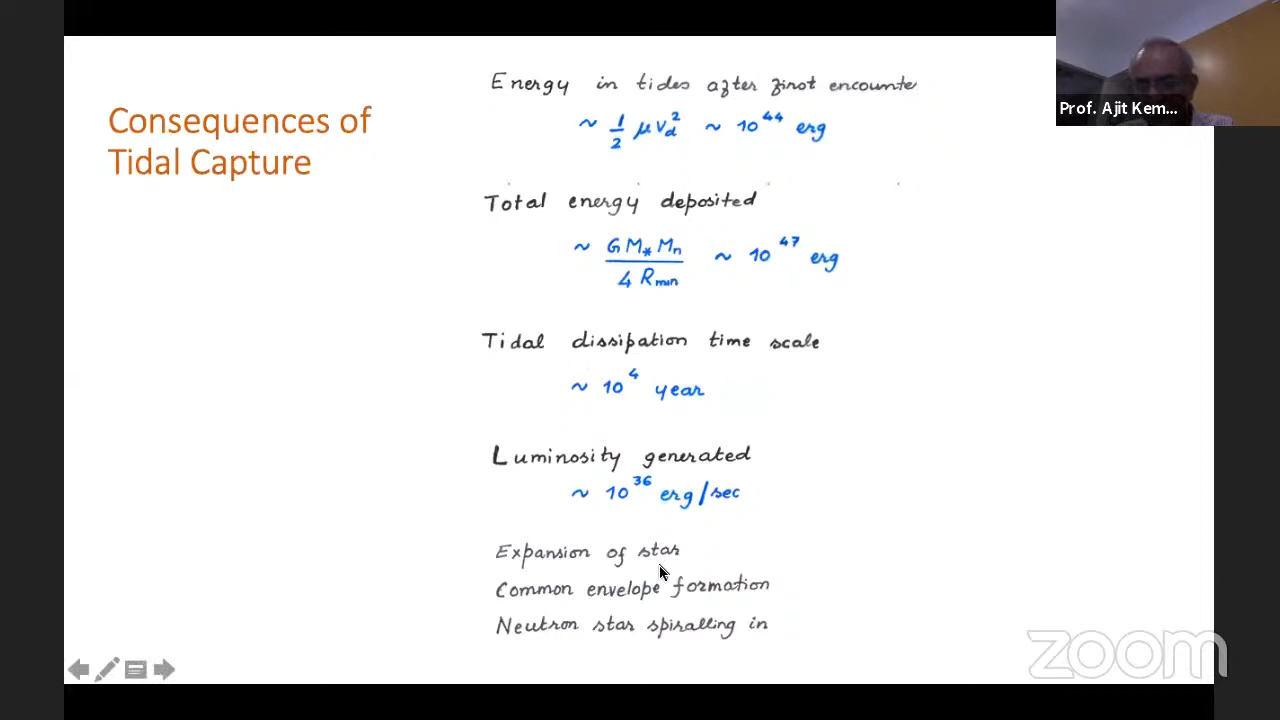 Consequences of
Tidal Capture
Energy in tides after first encounte
~ 1/2 μ v_d^2 ~ 10^44 erg
Total energy deposited
~ G M_* M_n / 4 R_min ~ 10^47 erg
Tidal dissipation time scale
~ 10^4 year
Luminosity generated
~ 10^36 erg/sec
Expansion of star
Common envelope formation
Neutron star spiralling in
Prof. Ajit Kem...
zoom